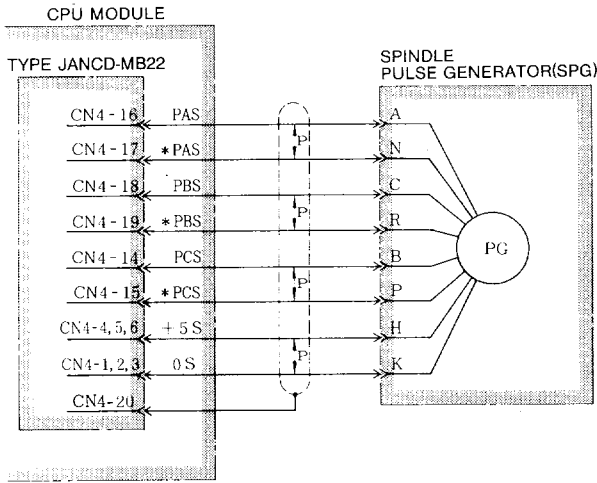 CPU MODULE
TYPE JANCD-MB22
SPINDLE
PULSE GENERATOR(SPG)
CN4-16 PAS A
P
CN4-17 *PAS N
CN4-18 PBS C
P
CN4-19 *PBS R
CN4-14 PCS B
P
CN4-15 *PCS P
CN4-4,5,6 +5S H
P
CN4-1,2,3 0S K
CN4-20
PG